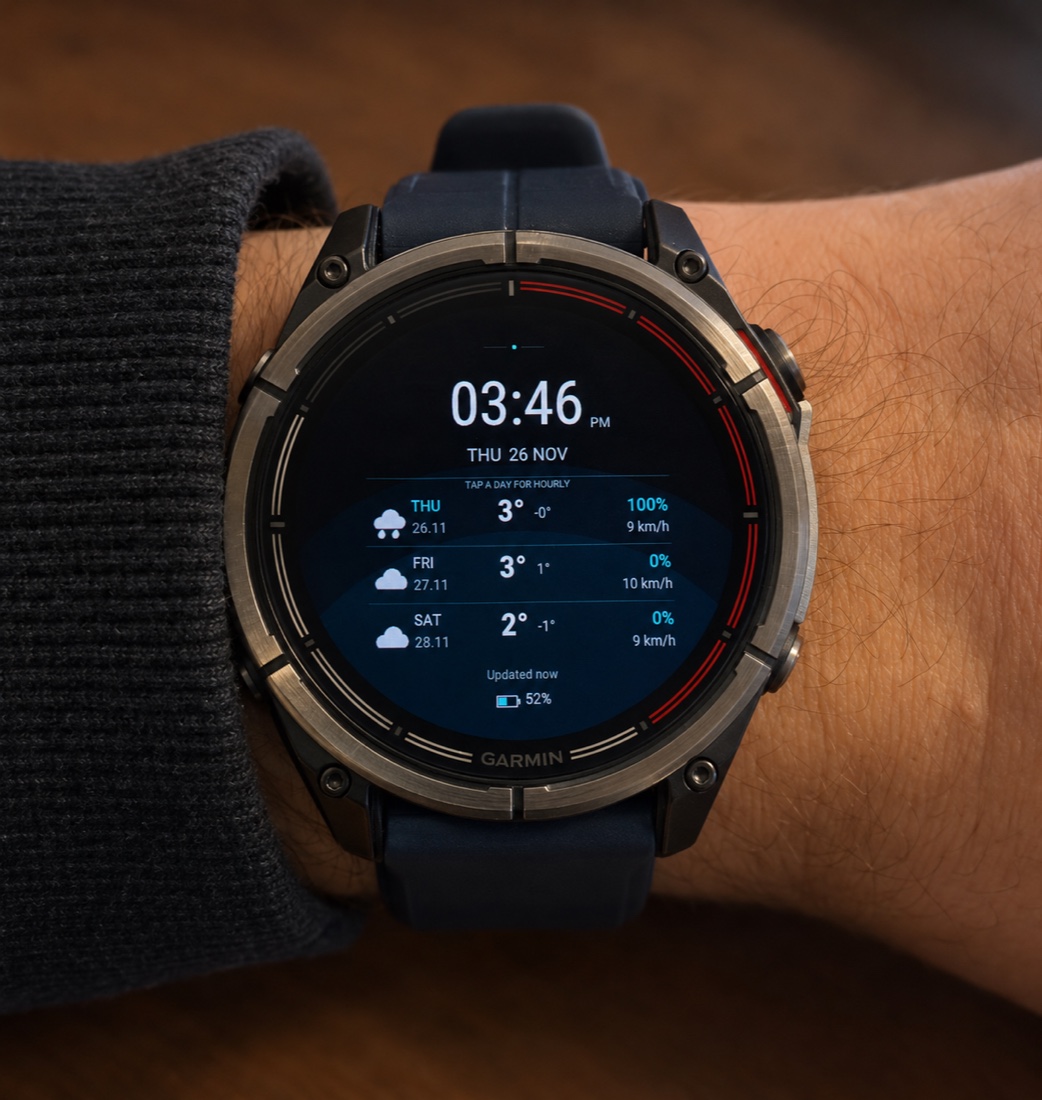 03:46 PM
THU 26 NOV
TAP A DAY FOR HOURLY
THU 3° -0° 100%
26.11 9 km/h
FRI 3° 1° 0%
27.11 10 km/h
SAT 2° -1° 0%
28.11 9 km/h
Updated now
52%
GARMIN